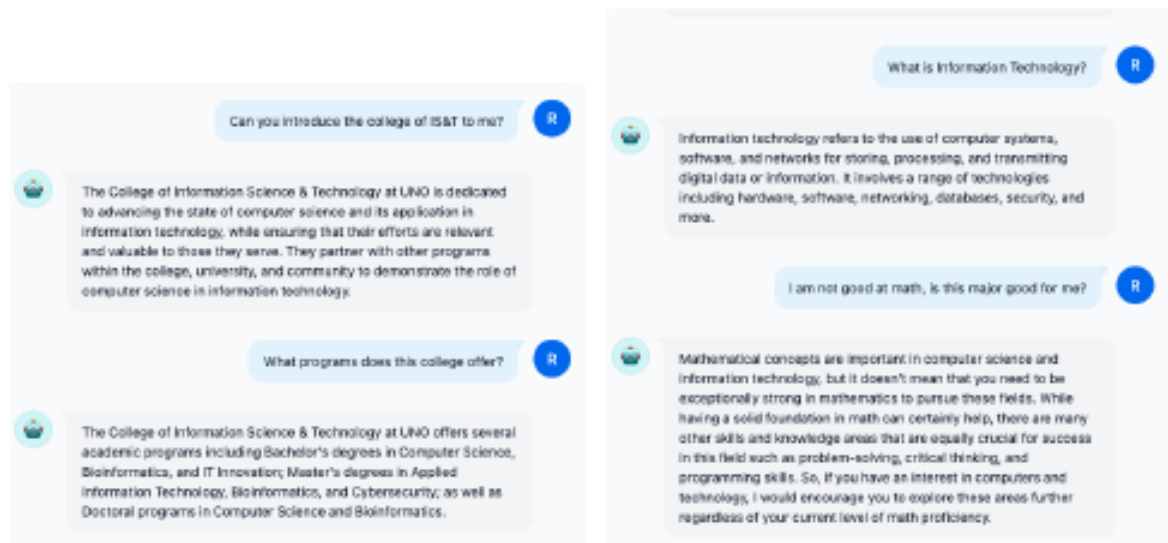 Can you introduce the college of IS&T to me?
R
The College of Information Science & Technology at UNO is dedicated
to advancing the state of computer science and its application in
information technology, while ensuring that their efforts are relevant
and valuable to those they serve. They partner with other programs
within the college, university, and community to demonstrate the role of
computer science in information technology.
What programs does this college offer?
R
The College of Information Science & Technology at UNO offers several
academic programs including Bachelor's degrees in Computer Science,
Bioinformatics, and IT Innovation; Master's degrees in Applied
Information Technology, Bioinformatics, and Cybersecurity; as well as
Doctoral programs in Computer Science and Bioinformatics.
What is Information Technology?
R
Information technology refers to the use of computer systems,
software, and networks for storing, processing, and transmitting
digital data or information. It involves a range of technologies
including hardware, software, networking, databases, security, and
more.
I am not good at math, is this major good for me?
R
Mathematical concepts are important in computer science and
information technology, but it doesn't mean that you need to be
exceptionally strong in mathematics to pursue these fields. While
having a solid foundation in math can certainly help, there are many
other skills and knowledge areas that are equally crucial for success
in this field such as problem-solving, critical thinking, and
programming skills. So, if you have an interest in computers and
technology, I would encourage you to explore these areas further
regardless of your current level of math proficiency.